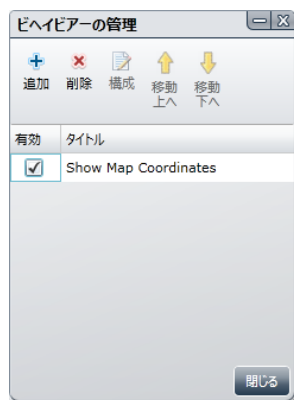 ビヘイビアーの管理
追加 削除 構成 移動 移動
上へ 下へ
有効 タイトル
Show Map Coordinates
閉じる